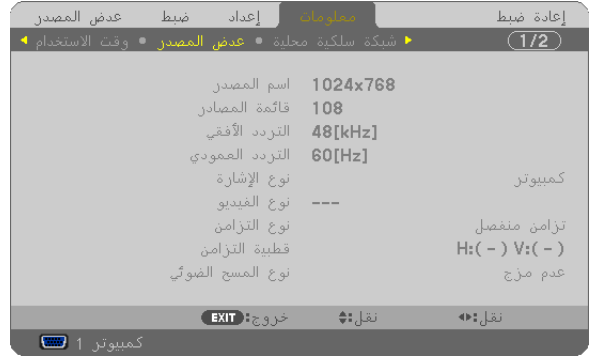 عرض المصدر ضبط إعداد معلومات إعادة ضبط
شبكة سلكية محلية • عرض المصدر • وقت الاستخدام 1/2
اسم المصدر 1024x768
قائمة المصادر 108
التردد الأفقي 48[kHz]
التردد العمودي 60[Hz]
نوع الإشارة كمبيوتر
نوع الفيديو ---
نوع التزامن تزامن منفصل
قطبية التزامن H:( - ) V:( - )
نوع المسح الضوئي عدم مزج
EXIT :خروج نقل: نقل:
كمبيوتر 1